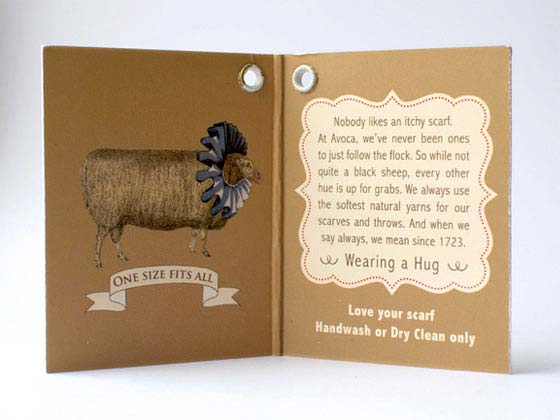 ONE SIZE FITS ALL
Nobody likes an itchy scarf.
At Avoca, we've never been ones
to just follow the flock. So while not
quite a black sheep, every other
hue is up for grabs. We always use
the softest natural yarns for our
scarves and throws. And when we
say always, we mean since 1723.
Wearing a Hug
Love your scarf
Handwash or Dry Clean only